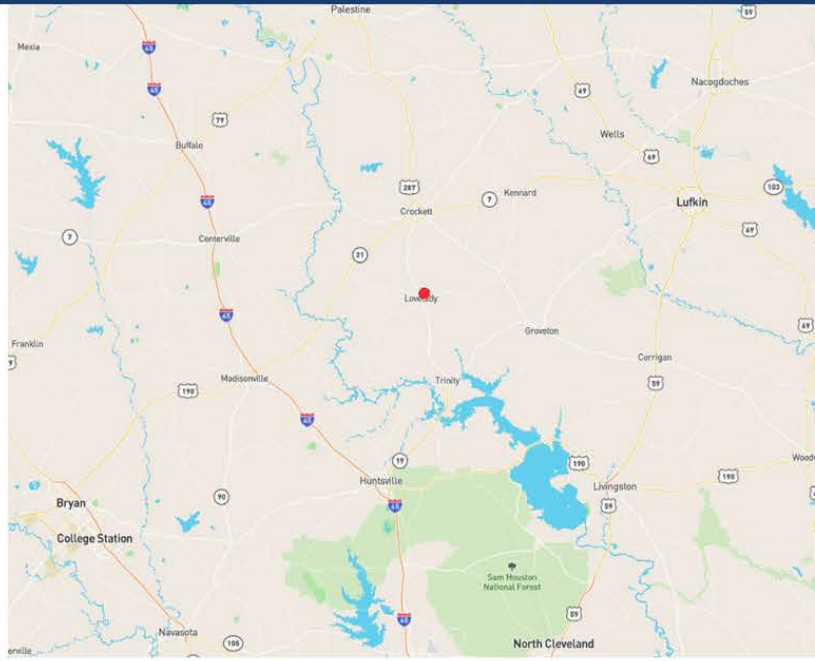 Palestine
59
Mexia
45
Nacogdoches
45
69
79
Wells
Buffalo
69
287
103
7
Kennard
45
Lufkin
Crockett
7
69
Centerville
21
Lovelady
45
69
Franklin
Groveton
Corrigan
Madisonville
Trinity
59
190
45
19
190
Huntsville
190
Livingston
90
Bryan
45
59
College Station
Sam Houston
National Forest
59
45
Navasota
105
North Cleveland
erville